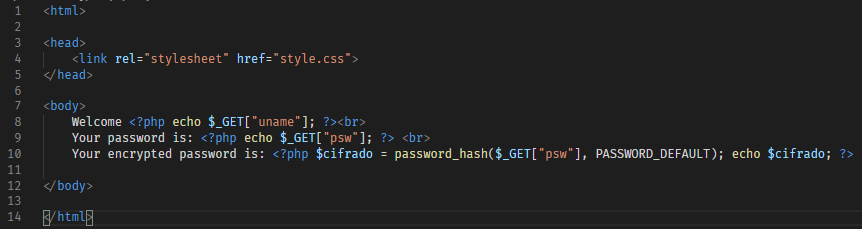 1 <html>
2
3 <head>
4     <link rel="stylesheet" href="style.css">
5 </head>
6
7 <body>
8     Welcome <?php echo $_GET["uname"]; ?><br>
9     Your password is: <?php echo $_GET["psw"]; ?> <br>
10     Your encrypted password is: <?php $cifrado = password_hash($_GET["psw"], PASSWORD_DEFAULT); echo $cifrado; ?>
11
12 </body>
13
14 </html>